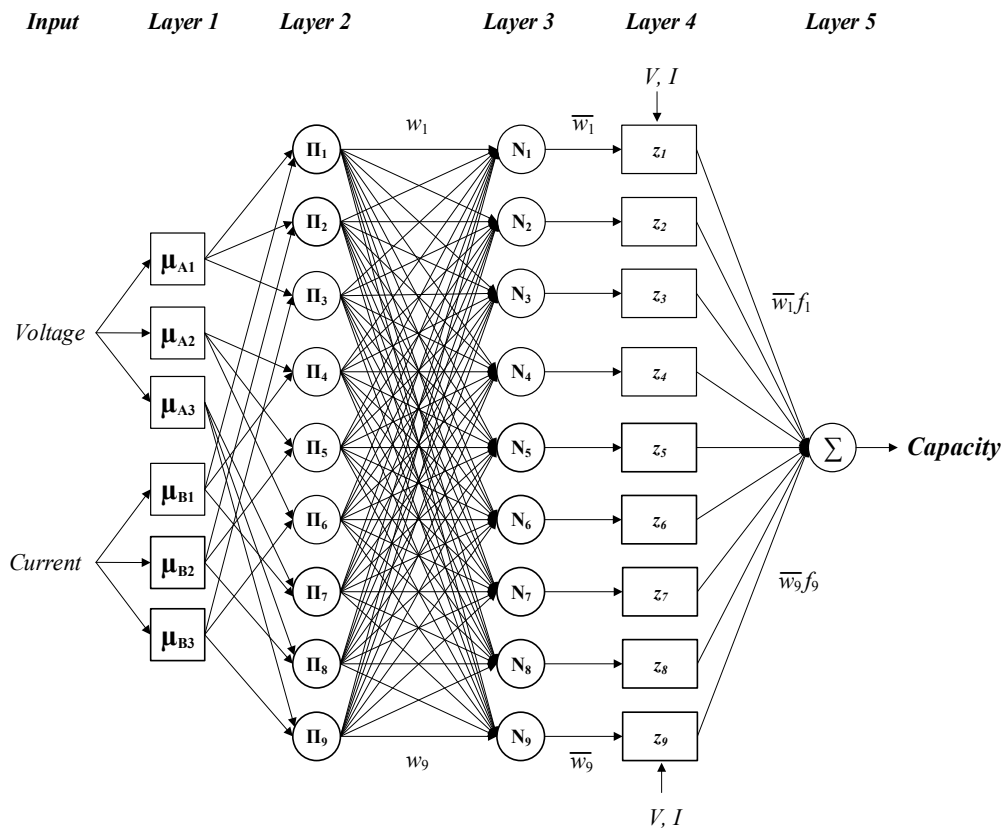 Input Layer 1 Layer 2 Layer 3 Layer 4 Layer 5
V, I
w₁ w̅₁
Π₁ N₁ z₁
Π₂ N₂ z₂
μA1
Π₃ N₃ z₃
w̅₁f₁
Voltage μA2
Π₄ N₄ z₄
μA3
Π₅ N₅ z₅ Σ Capacity
μB1
Π₆ N₆ z₆
Current μB2
w̅₉f₉
Π₇ N₇ z₇
μB3
Π₈ N₈ z₈
Π₉ N₉ z₉
w₉ w̅₉
V, I